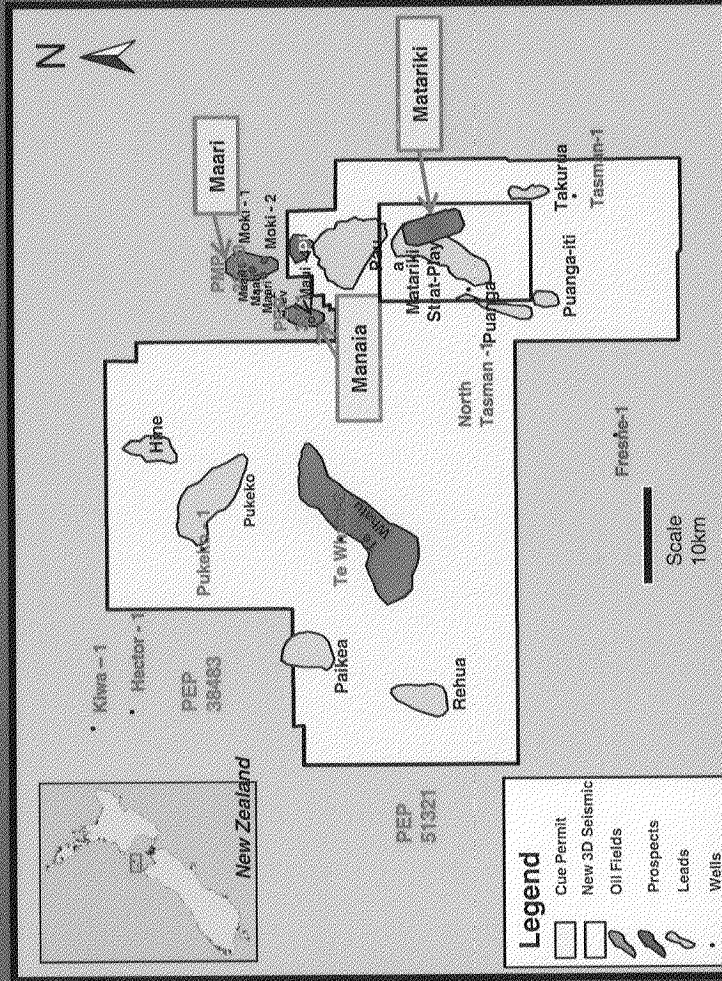 N
Maari
Matariki
Manaia
PMP
Moki - 1
Moki - 2
Maari
Pukeko - 1
Hine
Pukeko
Kiwa – 1
Hector - 1
PEP
38483
Paikea
Rehua
PEP
51321
Matariki
Strat-Play
Puanga
North
Tasman -1
Takurua
Tasman-1
Puanga-iti
Fresne-1
Scale
10km
New Zealand
Legend
Cue Permit
New 3D Seismic
Oil Fields
Prospects
Leads
Wells